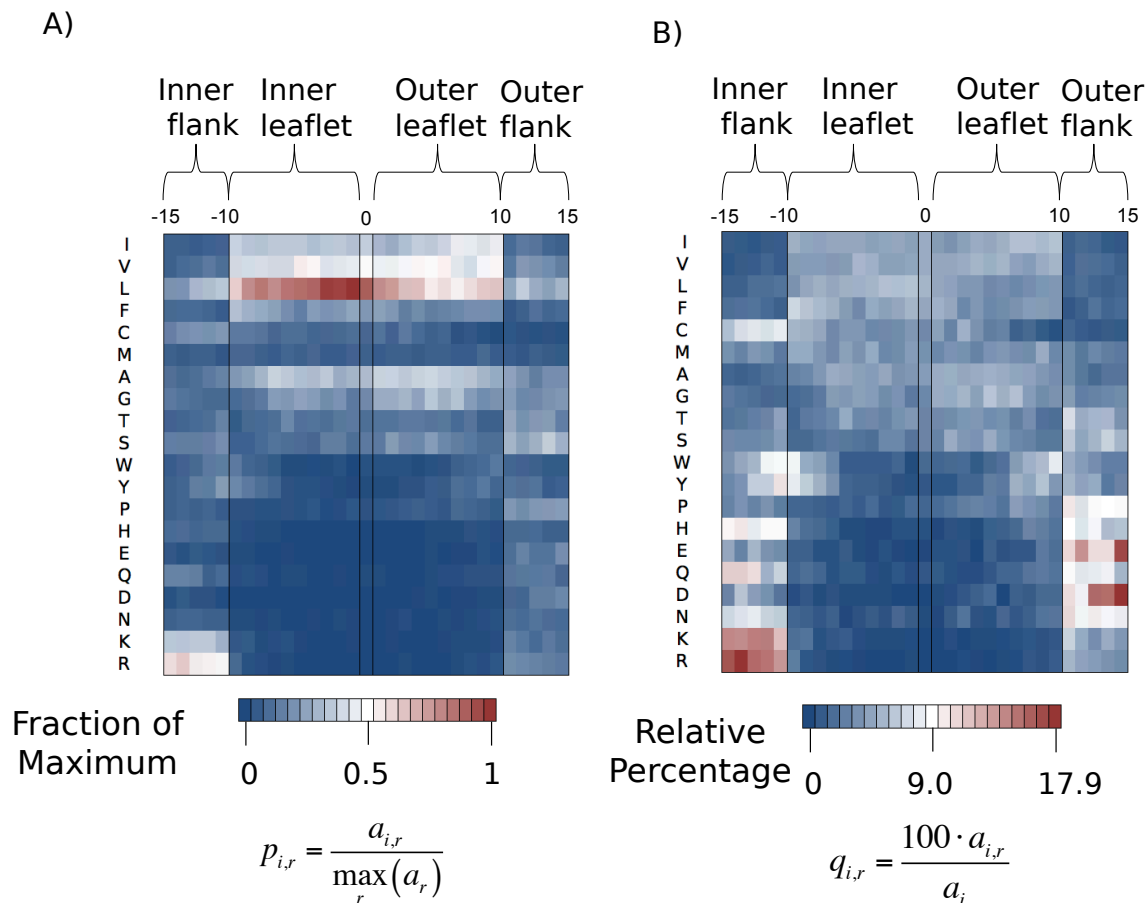 A)
B)
Inner flank
Inner leaflet
Outer leaflet
Outer flank
Inner flank
Inner leaflet
Outer leaflet
Outer flank
-15 -10 0 10 15
-15 -10 0 10 15
I
V
L
F
C
M
A
G
T
S
W
Y
P
H
E
Q
D
N
K
R
I
V
L
F
C
M
A
G
T
S
W
Y
P
H
E
Q
D
N
K
R
Fraction of
Maximum
0 0.5 1
Relative
Percentage
0 9.0 17.9
p_{i,r} = a_{i,r} / max_r(a_r)
q_{i,r} = 100 · a_{i,r} / a_i